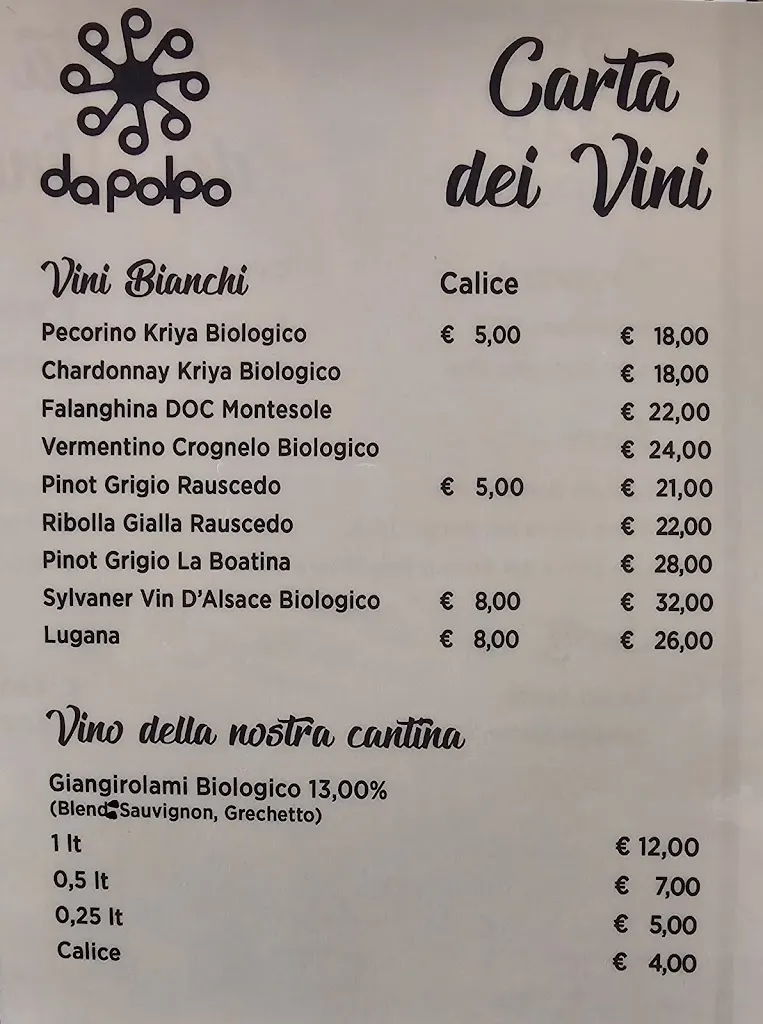 da polpo
Carta
dei Vini
Vini Bianchi Calice
Pecorino Kriya Biologico € 5,00 € 18,00
Chardonnay Kriya Biologico € 18,00
Falanghina DOC Montesole € 22,00
Vermentino Crognelo Biologico € 24,00
Pinot Grigio Rauscedo € 5,00 € 21,00
Ribolla Gialla Rauscedo € 22,00
Pinot Grigio La Boatina € 28,00
Sylvaner Vin D'Alsace Biologico € 8,00 € 32,00
Lugana € 8,00 € 26,00
Vino della nostra cantina
Giangirolami Biologico 13,00%
(Blend Sauvignon, Grechetto)
1 lt € 12,00
0,5 lt € 7,00
0,25 lt € 5,00
Calice € 4,00